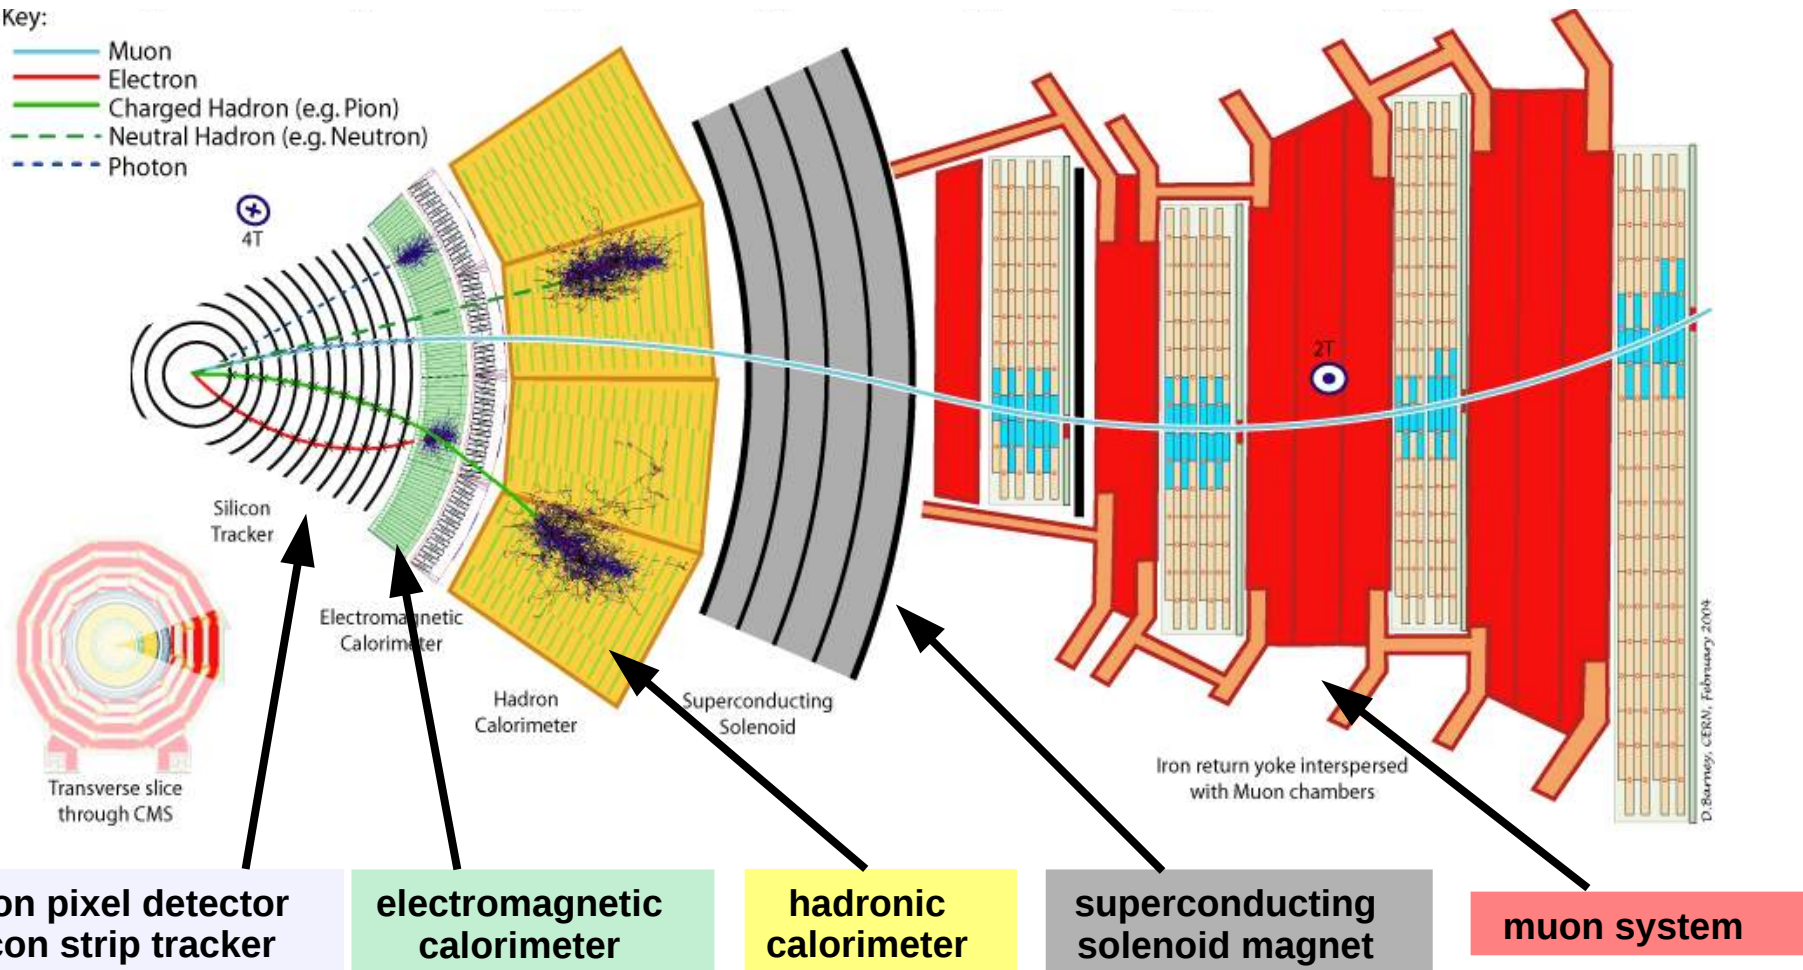 Key:
Muon
Electron
Charged Hadron (e.g. Pion)
Neutral Hadron (e.g. Neutron)
Photon
4T
2T
Silicon
Tracker
Electromagnetic
Calorimeter
Hadron
Calorimeter
Superconducting
Solenoid
Iron return yoke interspersed
with Muon chambers
Transverse slice
through CMS
D.Barney, CERN, February 2004
on pixel detector
con strip tracker
electromagnetic
calorimeter
hadronic
calorimeter
superconducting
solenoid magnet
muon system